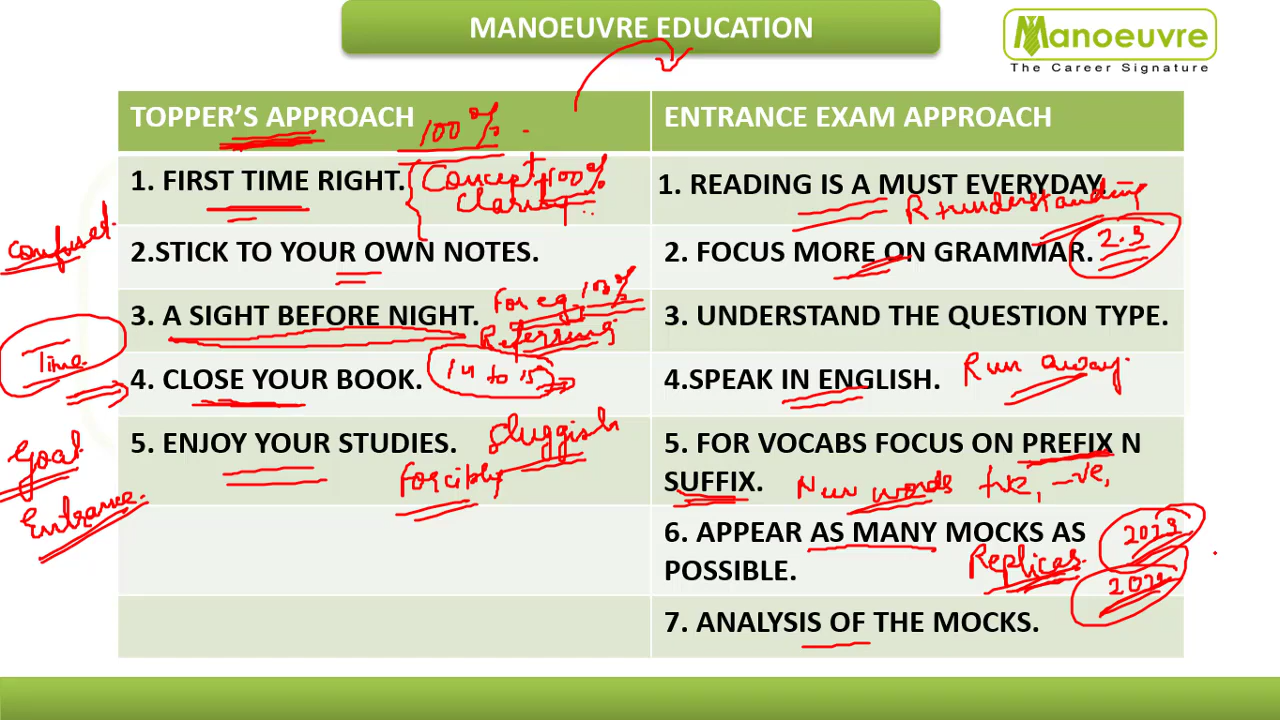 MANOEUVRE EDUCATION
Manoeuvre
The Career Signature
TOPPER'S APPROACH
100%
ENTRANCE EXAM APPROACH
1. FIRST TIME RIGHT.
Concept 100%
Clarity
1. READING IS A MUST EVERYDAY.
R + understanding
confused.
2.STICK TO YOUR OWN NOTES.
2. FOCUS MORE ON GRAMMAR.
2.3
3. A SIGHT BEFORE NIGHT.
For eg. 100%
Referring
3. UNDERSTAND THE QUESTION TYPE.
Time
4. CLOSE YOUR BOOK.
14 to 15
4.SPEAK IN ENGLISH.
Run away.
Goal
Entrance.
5. ENJOY YOUR STUDIES.
Sluggish
forcibly
5. FOR VOCABS FOCUS ON PREFIX N
SUFFIX.
New words +ve, -ve,
6. APPEAR AS MANY MOCKS AS
POSSIBLE.
Replicas.
2023
2022
7. ANALYSIS OF THE MOCKS.